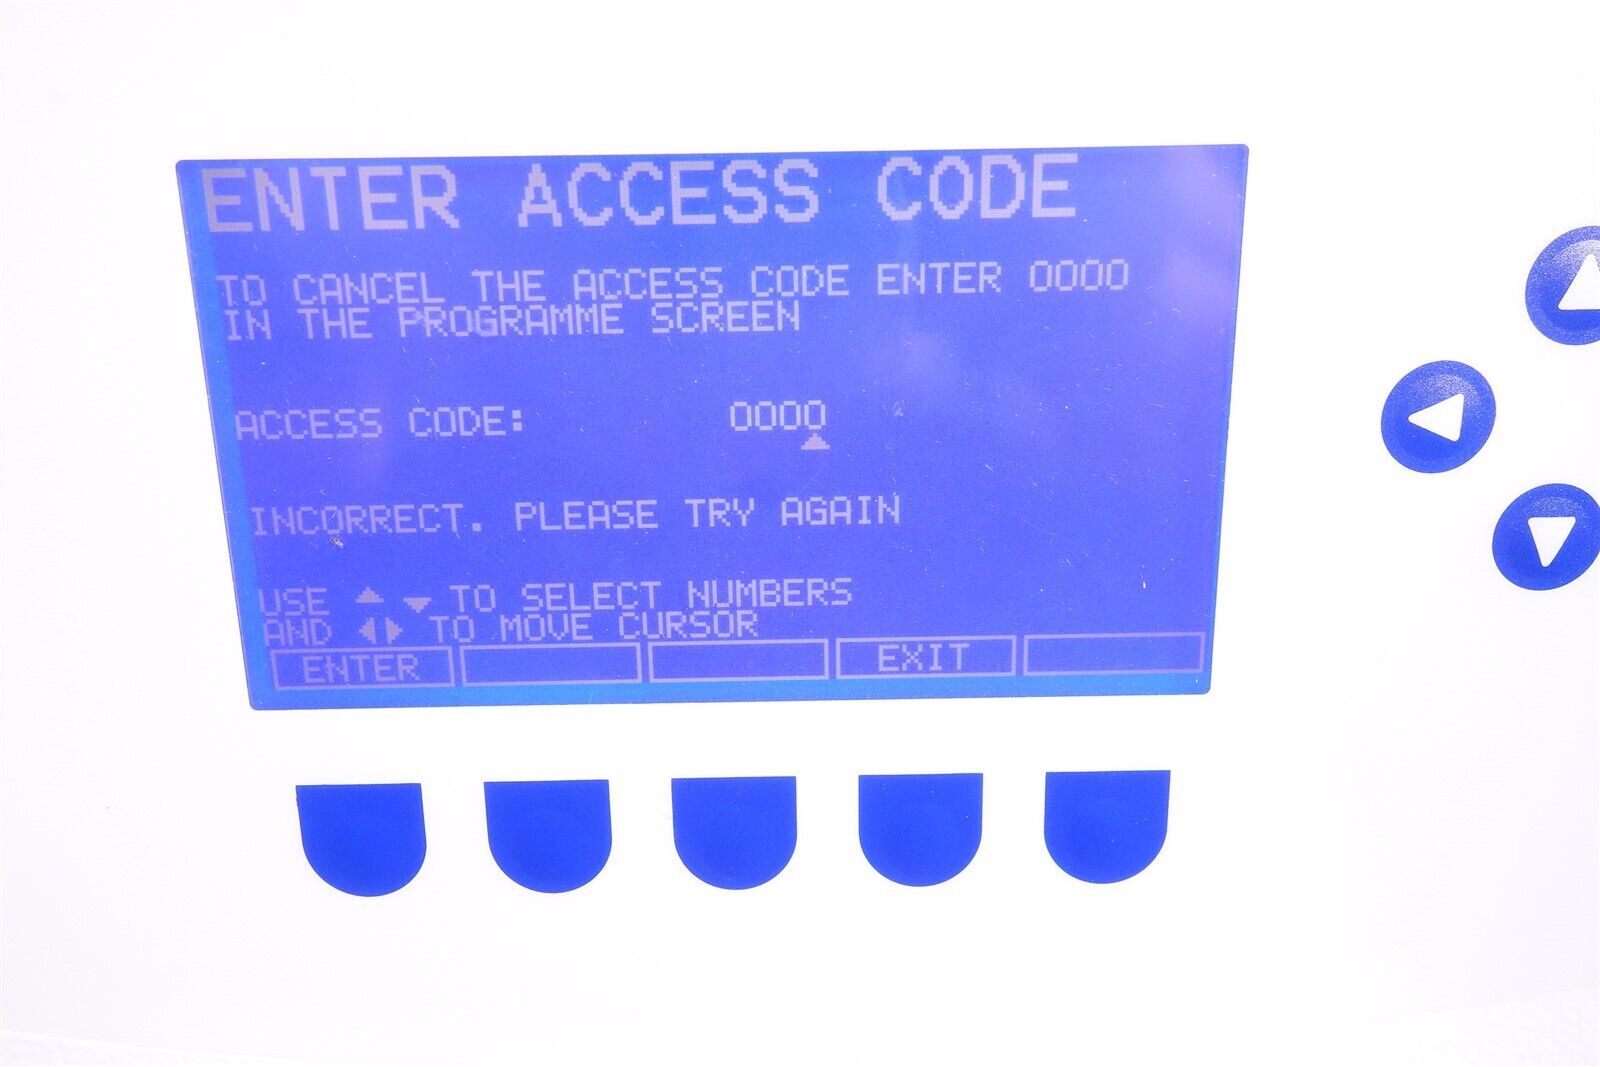 ENTER ACCESS CODE
TO CANCEL THE ACCESS CODE ENTER 0000
IN THE PROGRAMME SCREEN
ACCESS CODE: 0000
INCORRECT. PLEASE TRY AGAIN
USE ▲ ▼ TO SELECT NUMBERS
AND ◀▶ TO MOVE CURSOR
ENTER EXIT